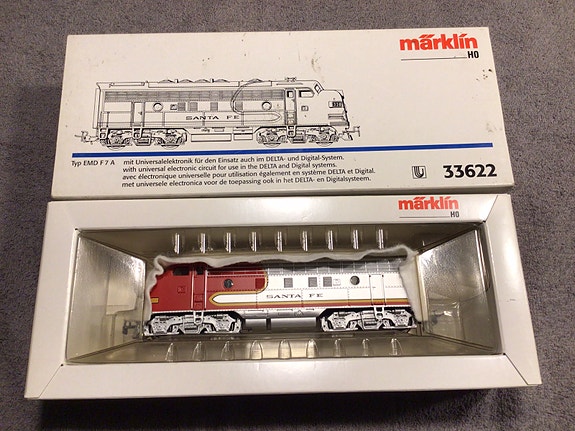 märklin
HO
SANTA FE
Typ EMD F 7 A
mit Universalelektronik für den Einsatz auch im DELTA- und Digital-System.
with universal electronic circuit for use in the DELTA and Digital systems.
avec électronique universelle pour utilisation également en système DELTA et Digital.
met universele electronica voor de toepassing ook in het DELTA- en Digitalsysteem.
33622
märklin
HO
SANTA FE